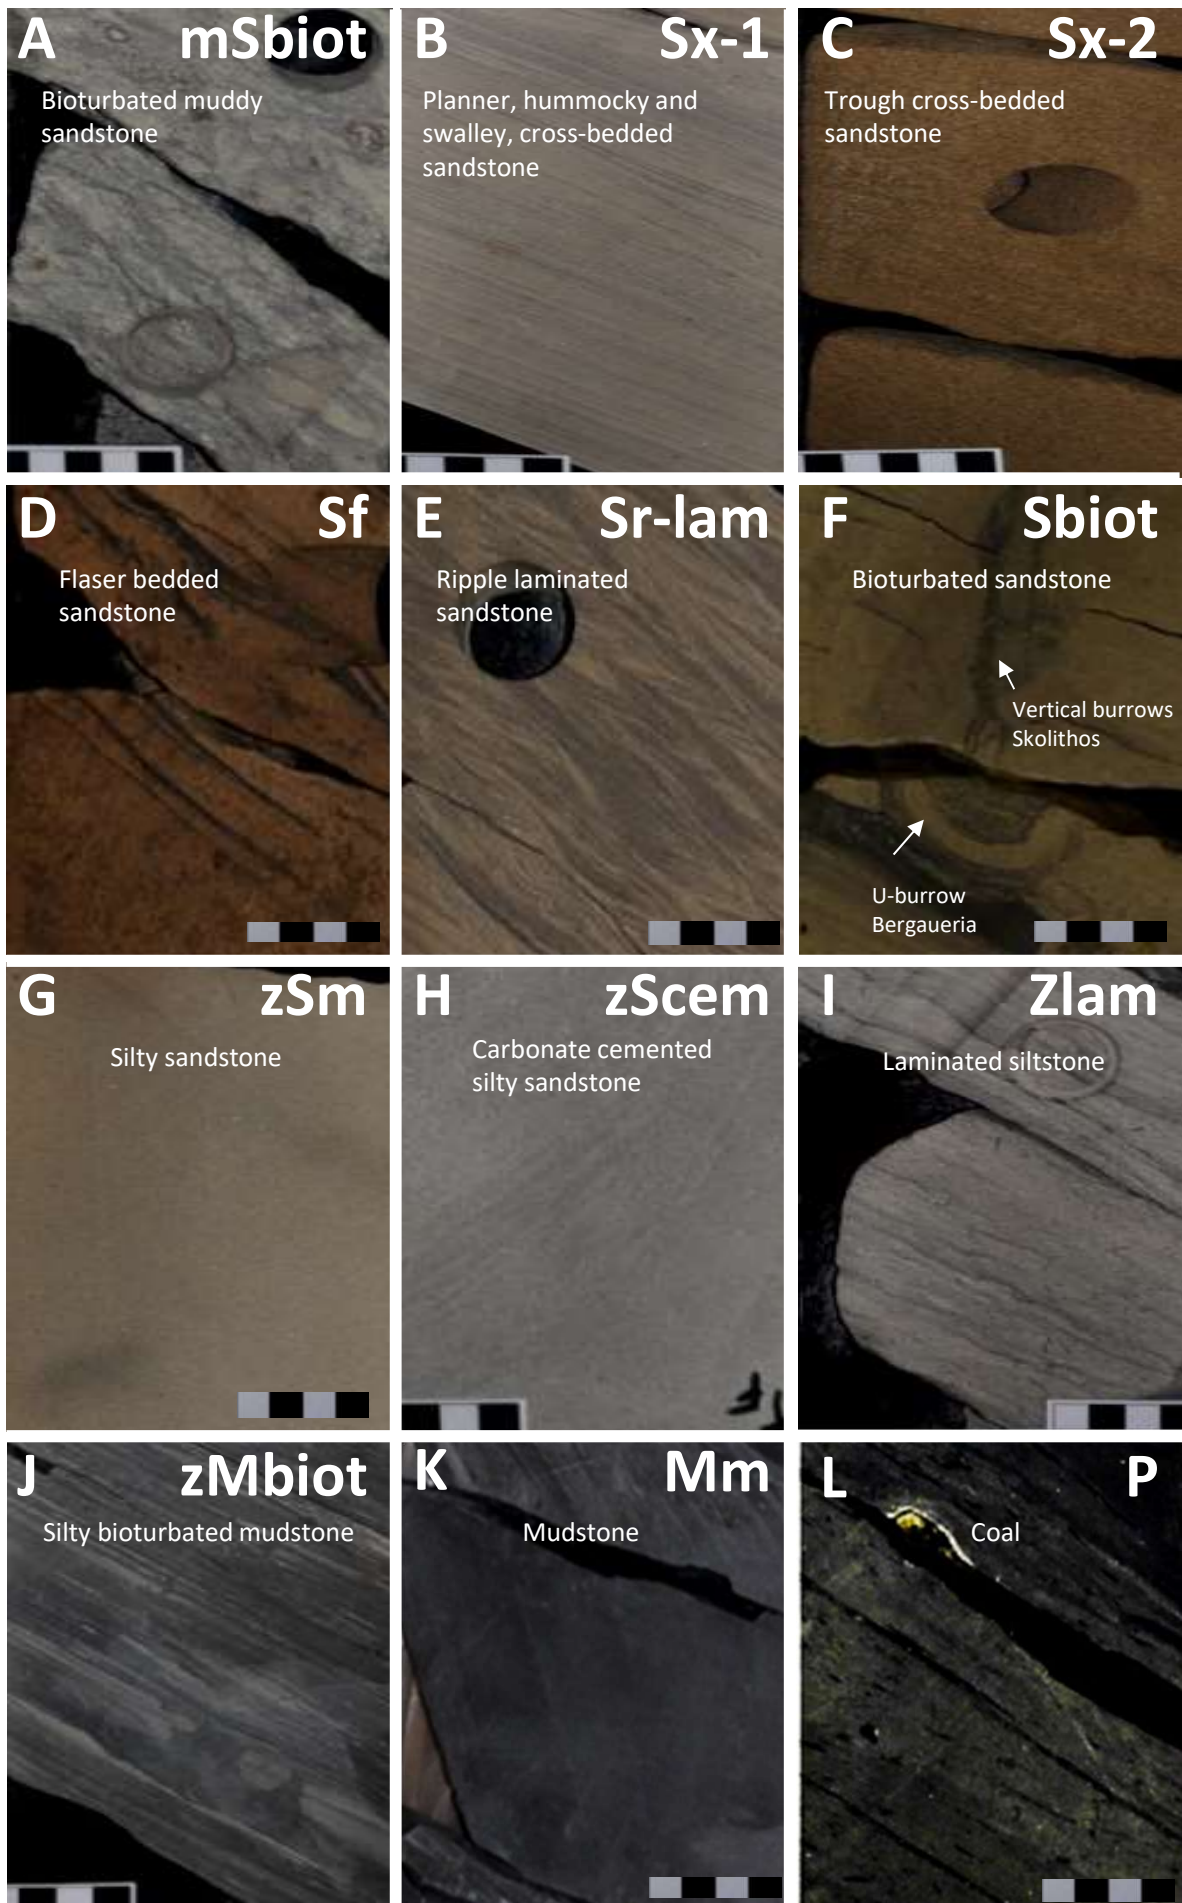 A mSbiot
Bioturbated muddy
sandstone
B Sx-1
Planner, hummocky and
swalley, cross-bedded
sandstone
C Sx-2
Trough cross-bedded
sandstone
D Sf
Flaser bedded
sandstone
E Sr-lam
Ripple laminated
sandstone
F Sbiot
Bioturbated sandstone
Vertical burrows
Skolithos
U-burrow
Bergaueria
G zSm
Silty sandstone
H zScem
Carbonate cemented
silty sandstone
I Zlam
Laminated siltstone
J zMbiot
Silty bioturbated mudstone
K Mm
Mudstone
L P
Coal